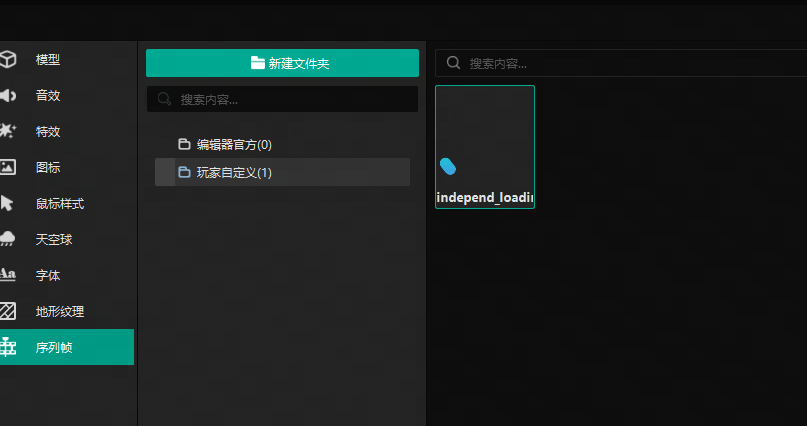 模型
音效
特效
图标
鼠标样式
天空球
字体
地形纹理
序列帧
新建文件夹
搜索内容...
编辑器官方(0)
玩家自定义(1)
搜索内容...
independ_loadin